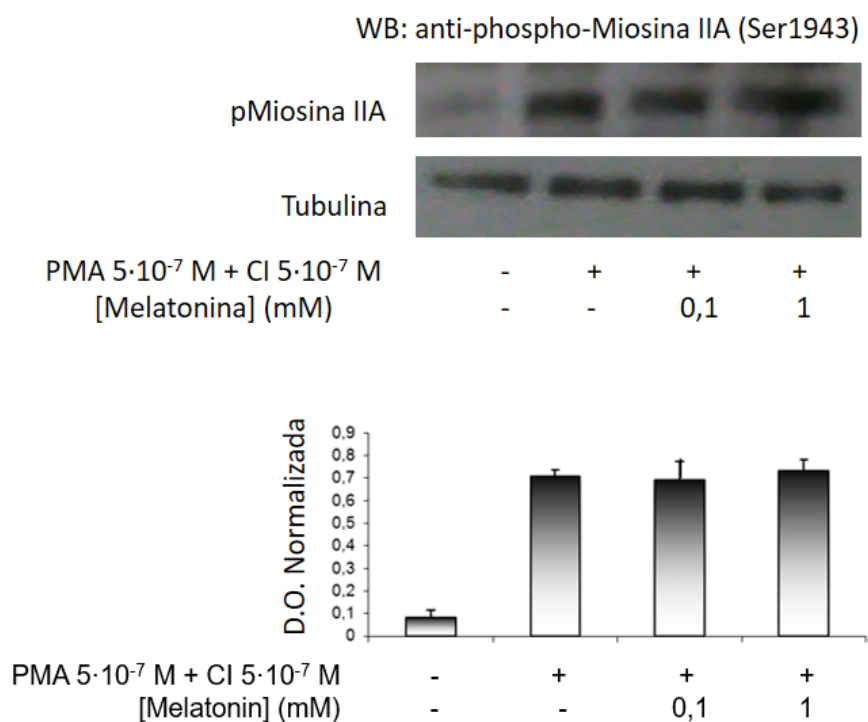 WB: anti-phospho-Miosina IIA (Ser1943)
pMiosina IIA
Tubulina
PMA 5·10⁻⁷ M + CI 5·10⁻⁷ M - + + +
[Melatonina] (mM) - - 0,1 1
D.O. Normalizada
0,9
0,8
0,7
0,6
0,5
0,4
0,3
0,2
0,1
0
PMA 5·10⁻⁷ M + CI 5·10⁻⁷ M - + + +
[Melatonin] (mM) - - 0,1 1